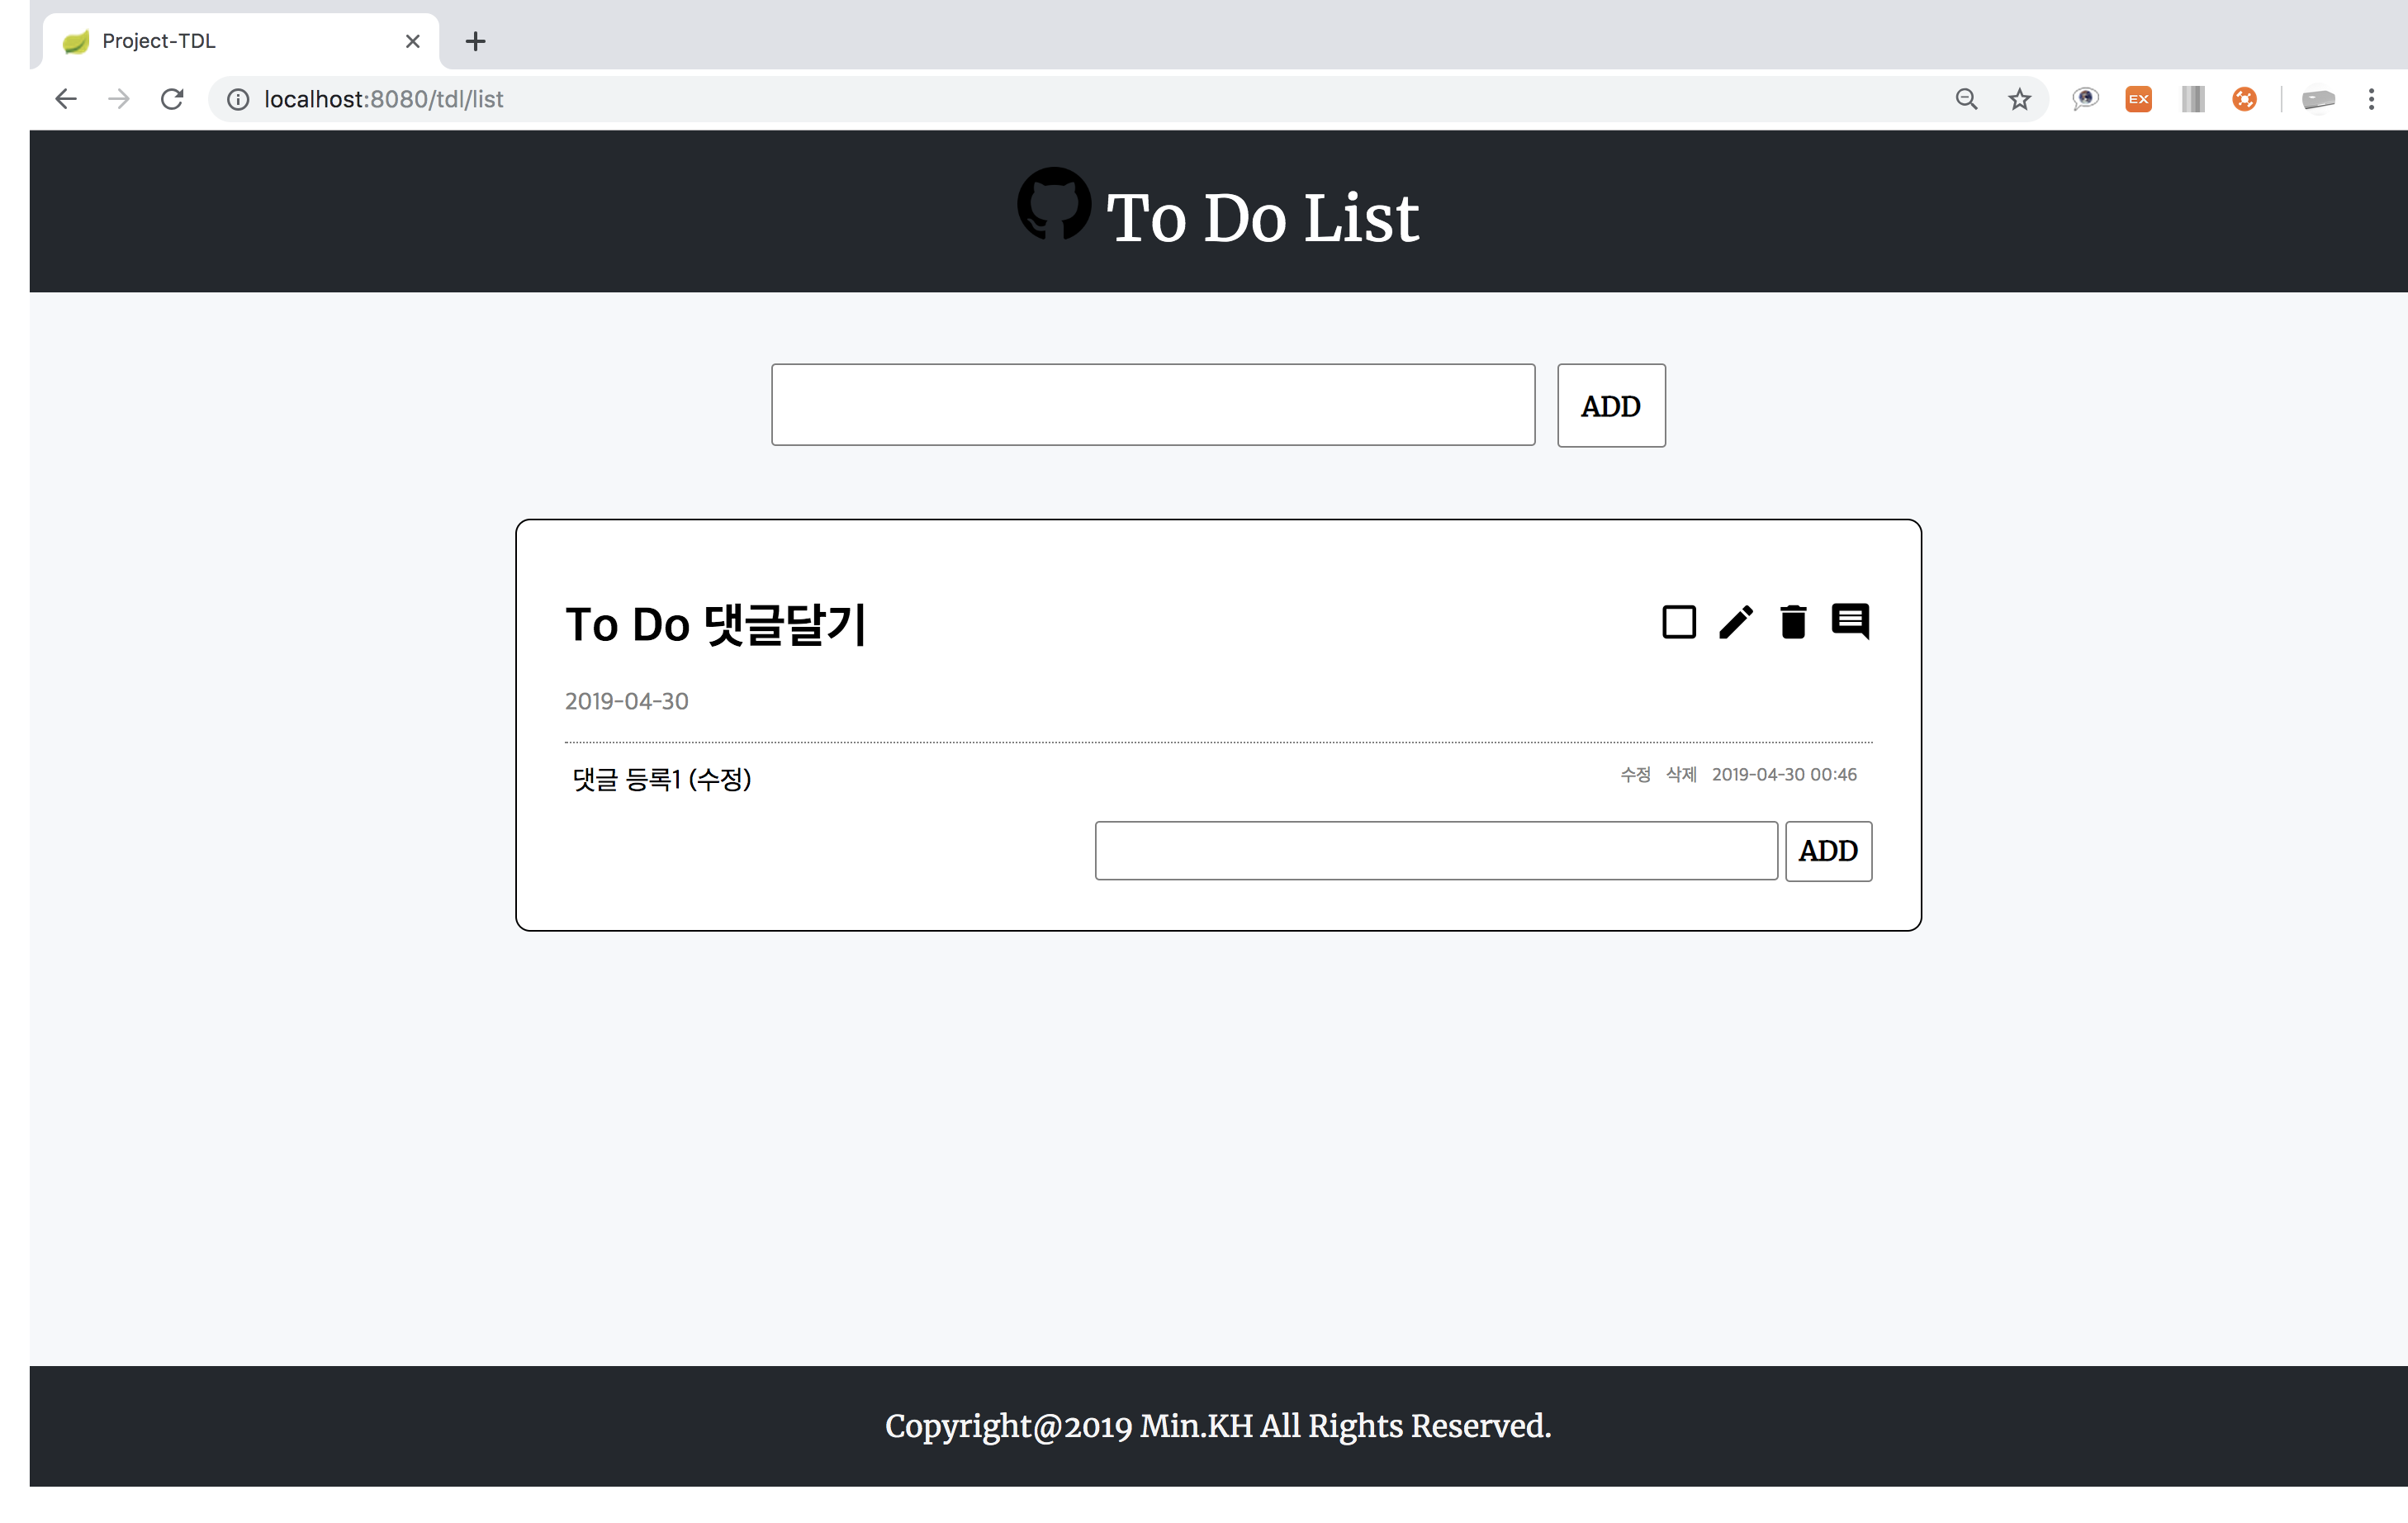 Project-TDL
localhost:8080/tdl/list
EX
To Do List
ADD
To Do 댓글달기
2019-04-30
댓글 등록1 (수정) 수정 삭제 2019-04-30 00:46
ADD
Copyright@2019 Min.KH All Rights Reserved.